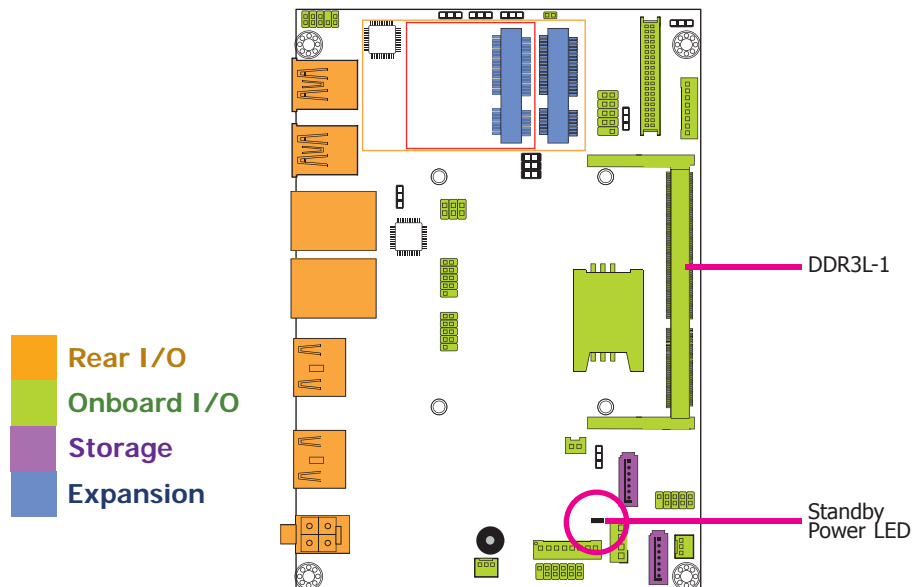 DDR3L-1
Rear I/O
Onboard I/O
Storage
Expansion
Standby
Power LED